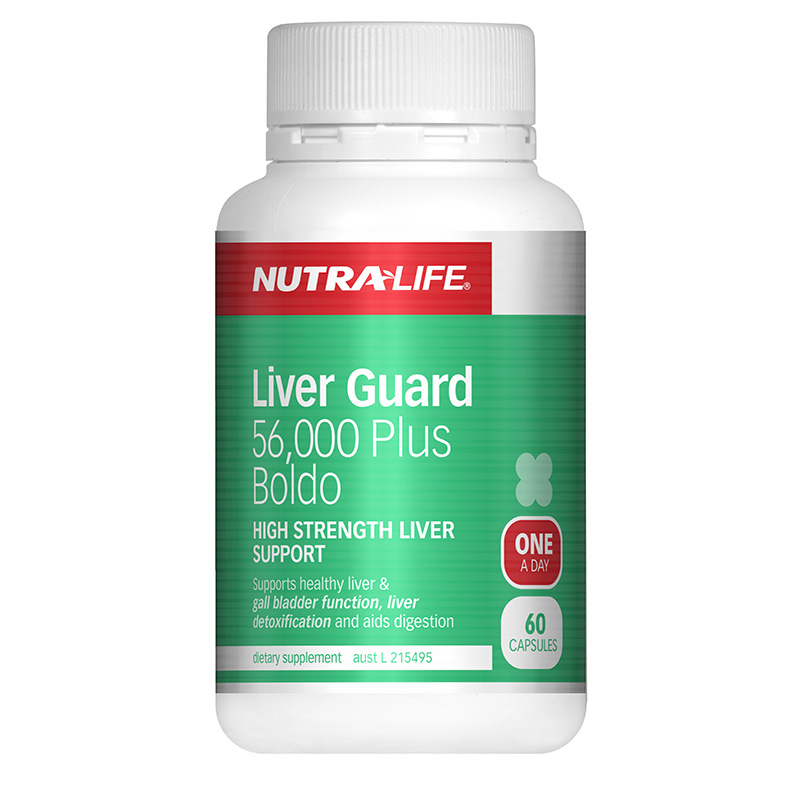 NUTRA-LIFE®
Liver Guard
56,000 Plus
Boldo
HIGH STRENGTH LIVER
SUPPORT
Supports healthy liver &
gall bladder function, liver
detoxification and aids digestion
dietary supplement aust L 215495
ONE
A DAY
60
CAPSULES